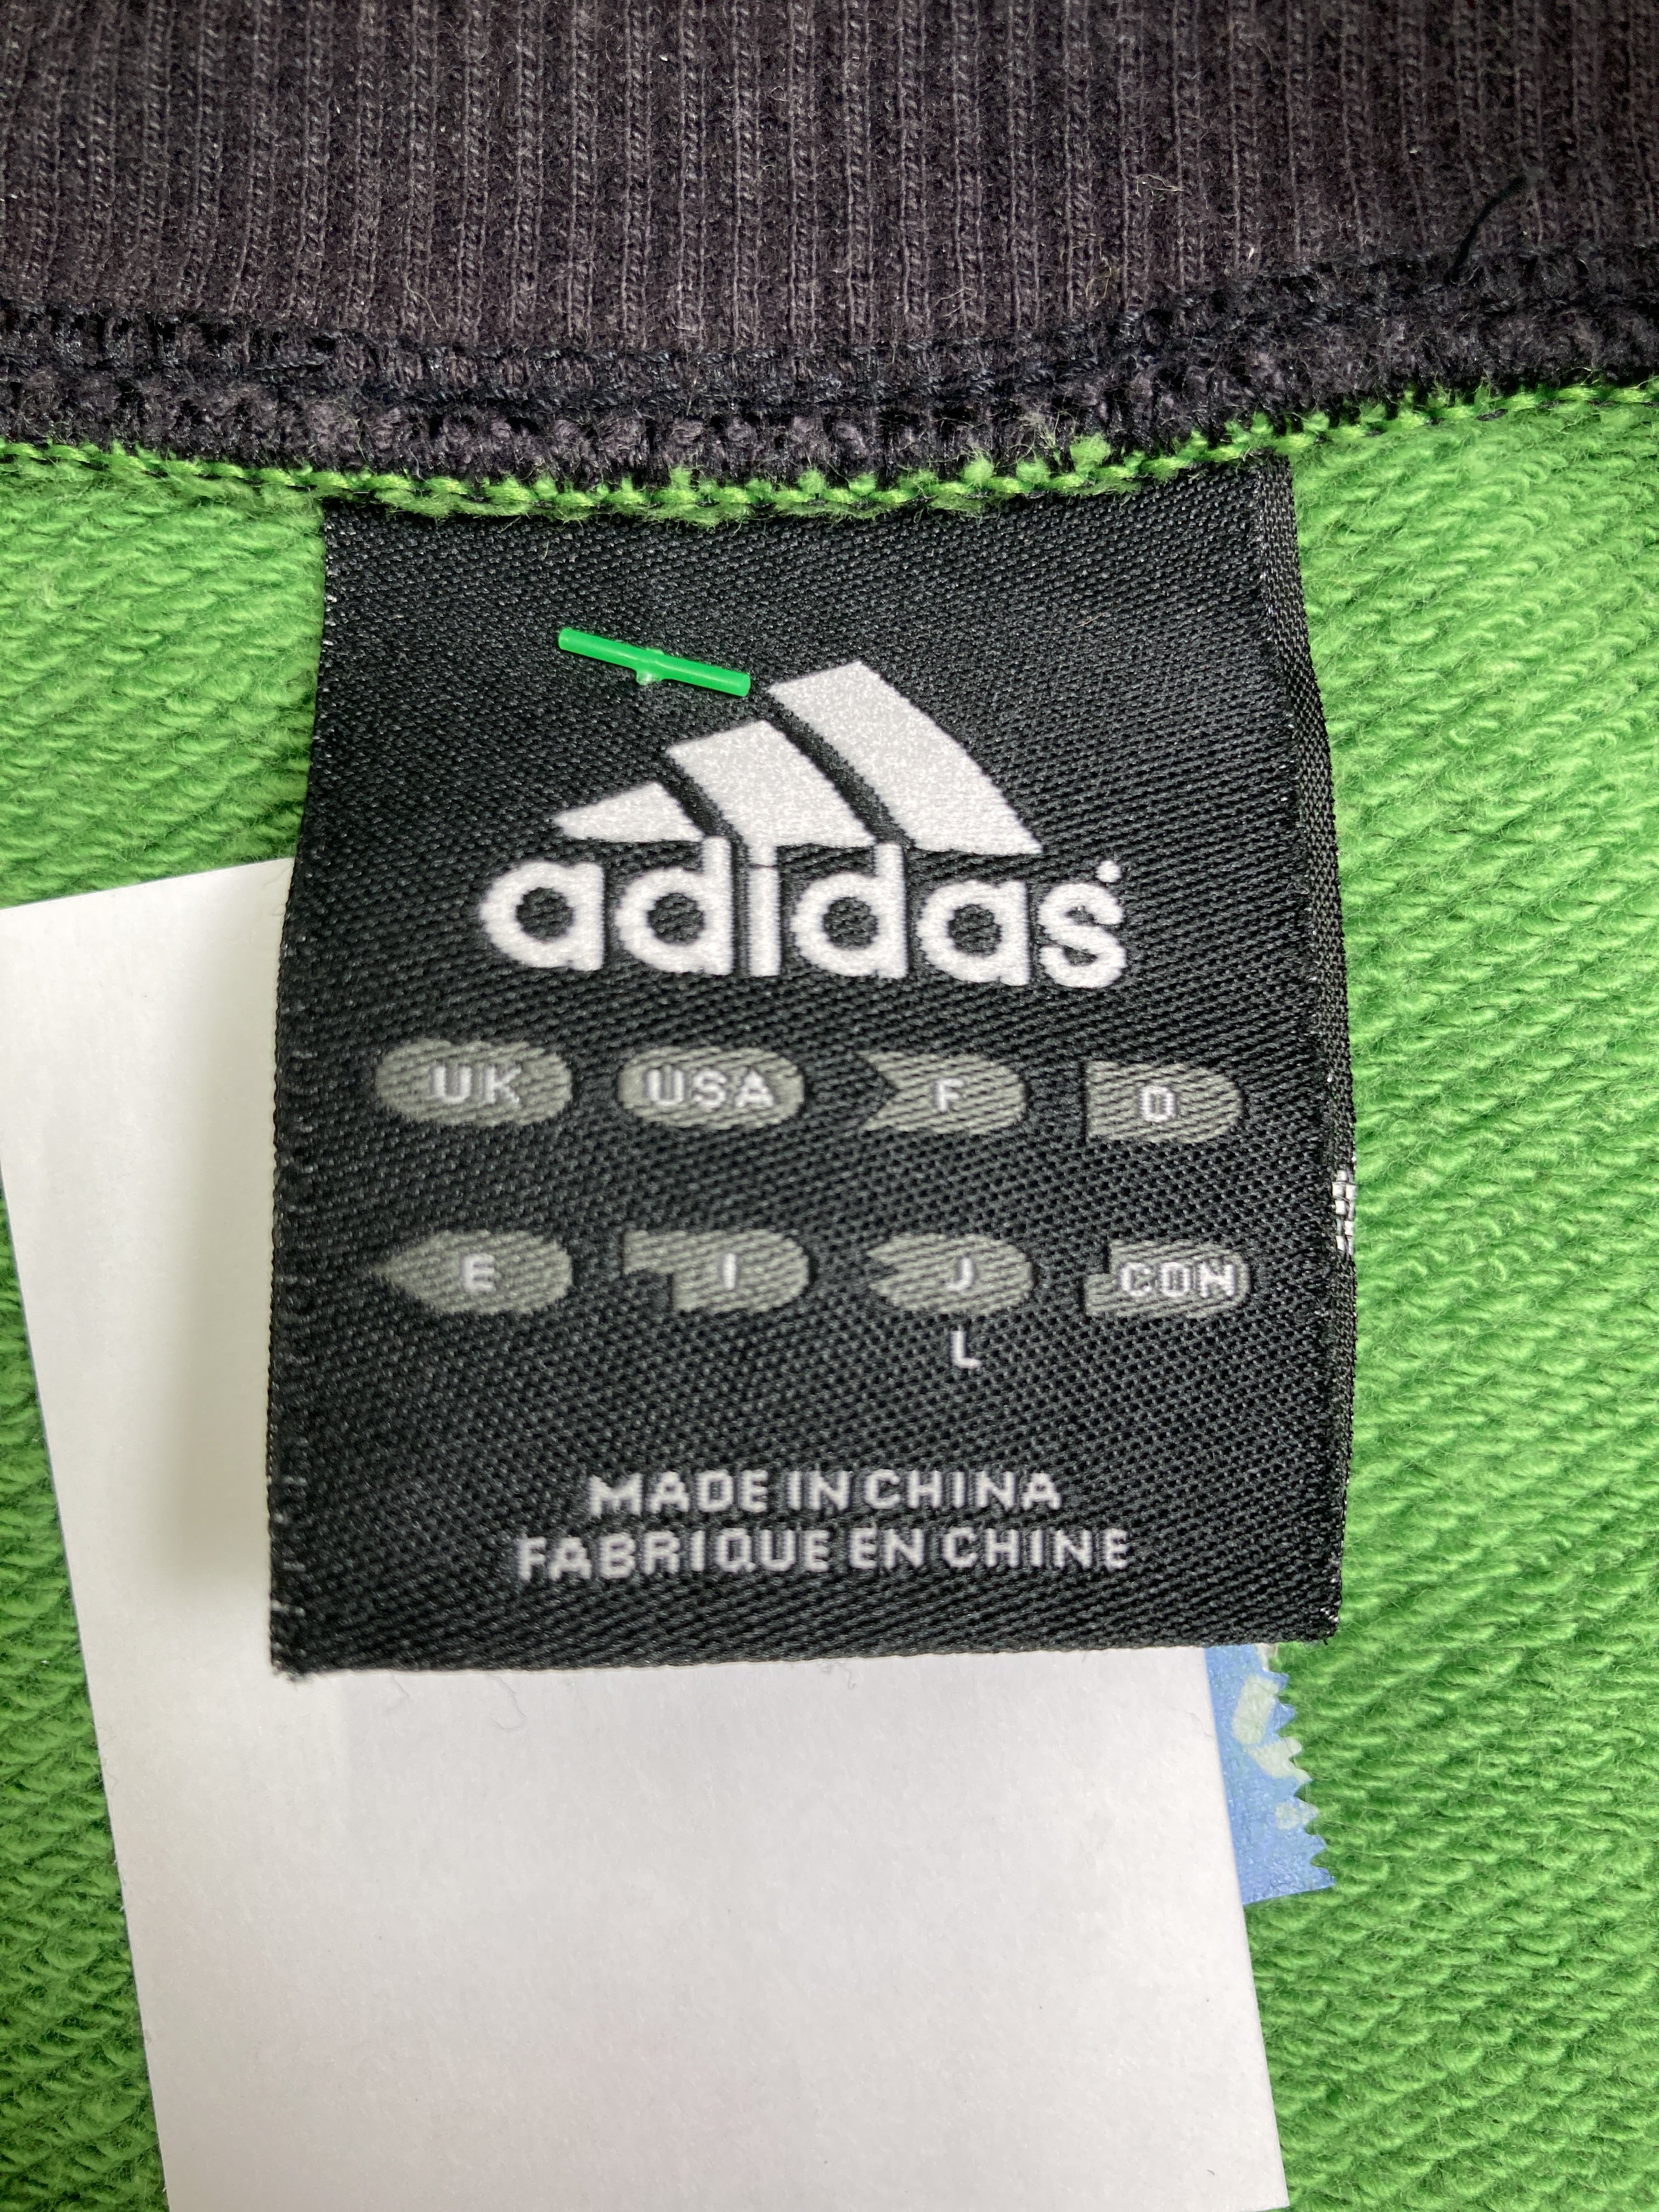 adidas
UK USA F D
E I J CON
L
MADE IN CHINA
FABRIQUE EN CHINE